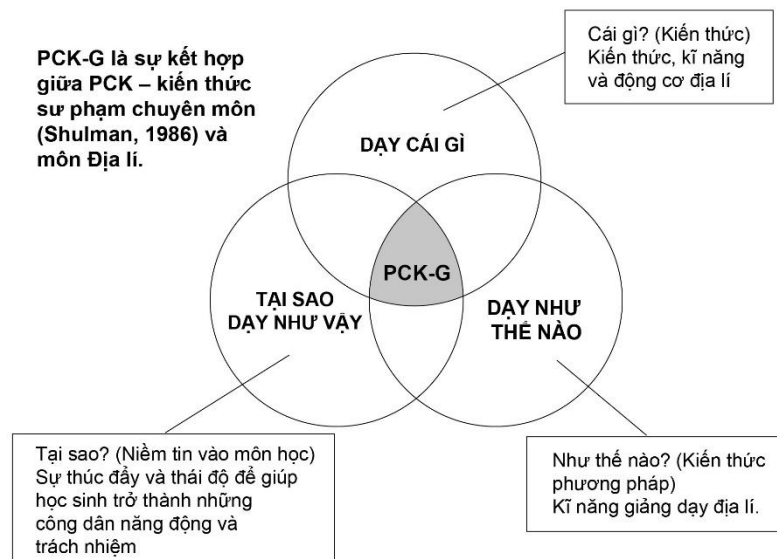 PCK-G là sự kết hợp
giữa PCK – kiến thức
sư phạm chuyên môn
(Shulman, 1986) và
môn Địa lí.
Cái gì? (Kiến thức)
Kiến thức, kĩ năng
và động cơ địa lí
DẠY CÁI GÌ
PCK-G
TẠI SAO
DẠY NHƯ VẬY
DẠY NHƯ
THẾ NÀO
Tại sao? (Niềm tin vào môn học)
Sự thúc đẩy và thái độ để giúp
học sinh trở thành những
công dân năng động và
trách nhiệm
Như thế nào? (Kiến thức
phương pháp)
Kĩ năng giảng dạy địa lí.